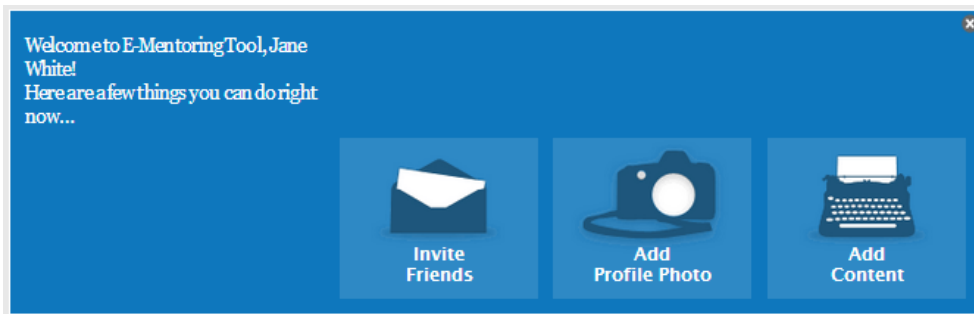 Welcome to E-Mentoring Tool, Jane
White!
Here are a few things you can do right
now...
Invite
Friends
Add
Profile Photo
Add
Content